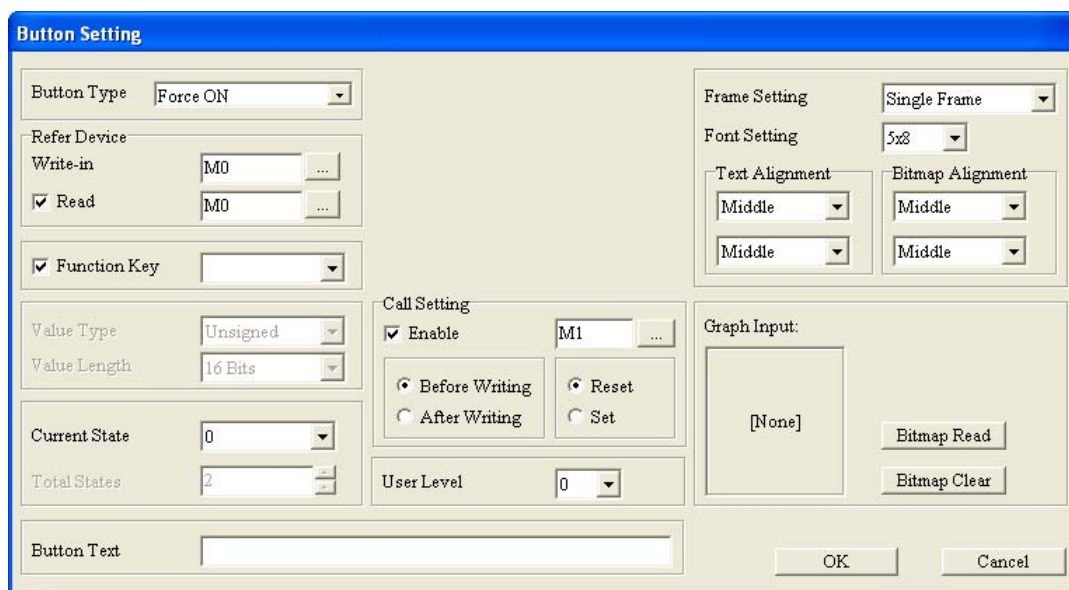 Button Setting
Button Type Force ON
Refer Device
Write-in M0 ...
Read M0 ...
Function Key
Value Type Unsigned
Value Length 16 Bits
Current State 0
Total States 2
Call Setting
Enable M1 ...
Before Writing Reset
After Writing Set
User Level 0
Button Text
Frame Setting Single Frame
Font Setting 5x8
Text Alignment Bitmap Alignment
Middle Middle
Middle Middle
Graph Input:
[None]
Bitmap Read
Bitmap Clear
OK Cancel